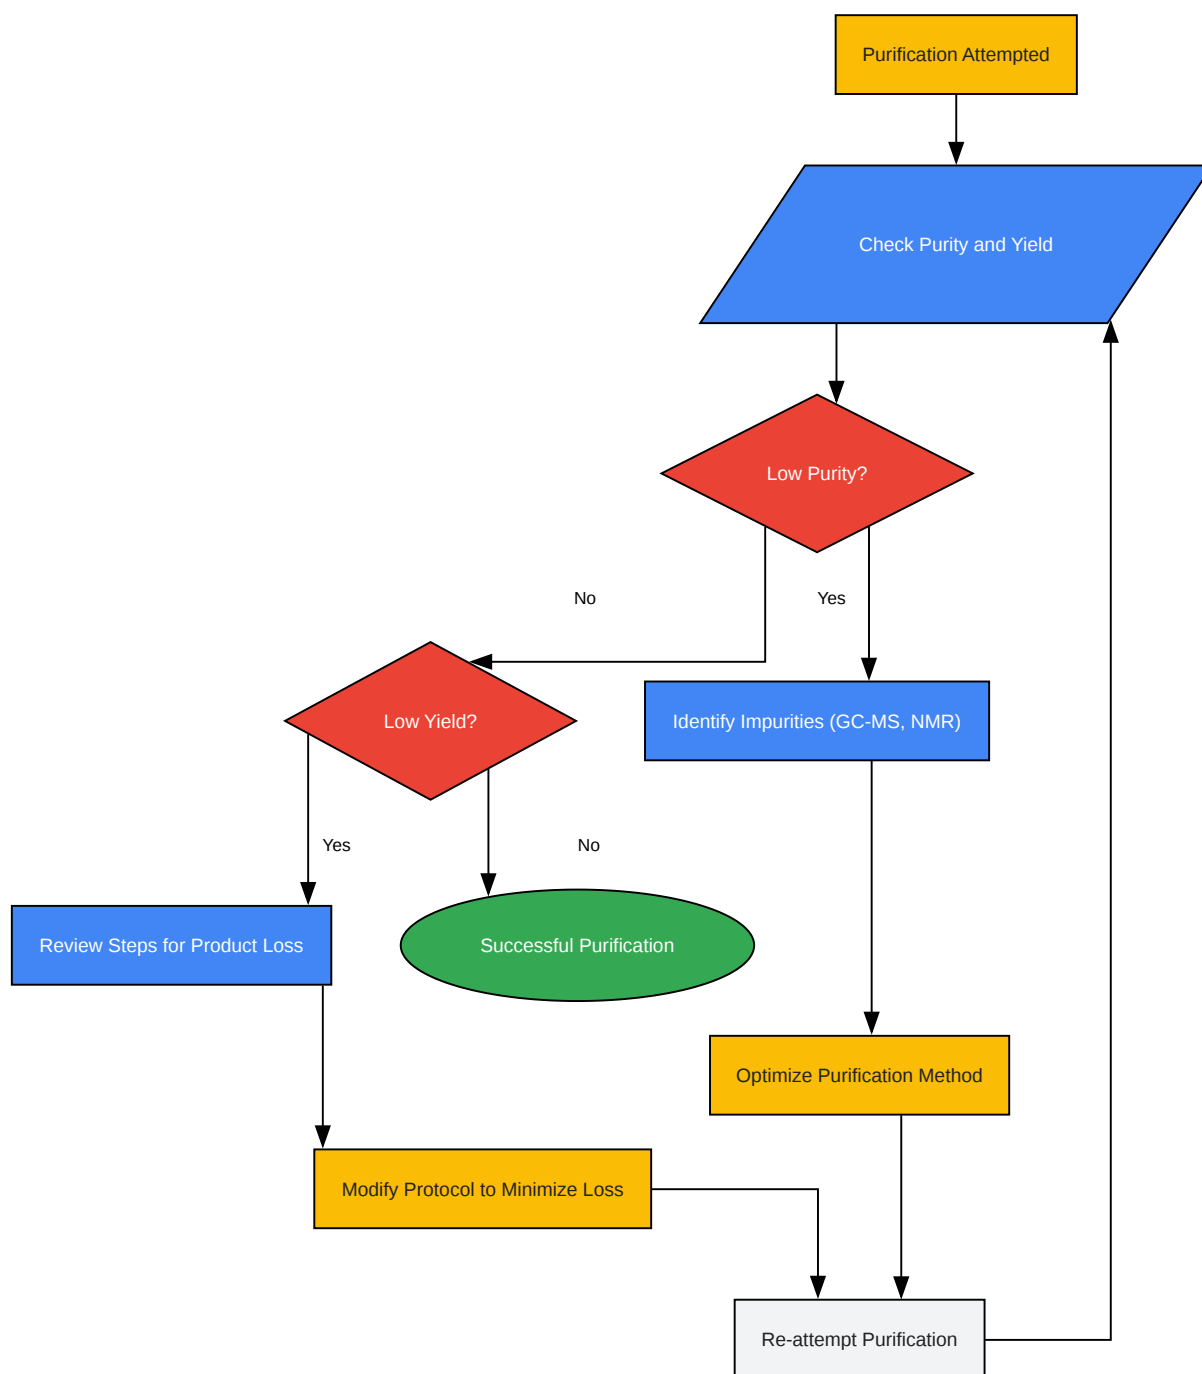 Purification Attempted
Check Purity and Yield
Low Purity?
No
Yes
Low Yield?
Identify Impurities (GC-MS, NMR)
Yes
No
Review Steps for Product Loss
Successful Purification
Optimize Purification Method
Modify Protocol to Minimize Loss
Re-attempt Purification